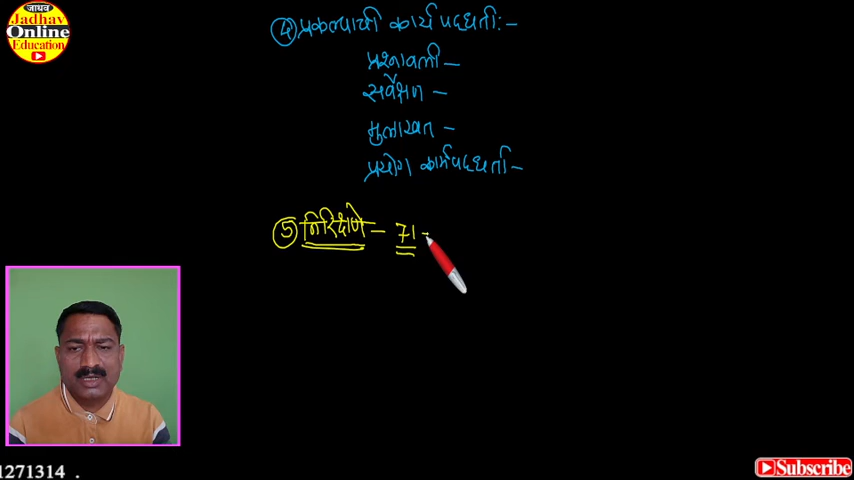 जाधव
Jadhav
Online
Education
④ प्रकल्पाची कार्य पद्धती:-
प्रश्नावली -
सर्वेक्षण -
मुलाखत -
प्रयोग कार्यपद्धती -
⑤ निरिक्षणे - 71 -
1271314 .
Subscribe